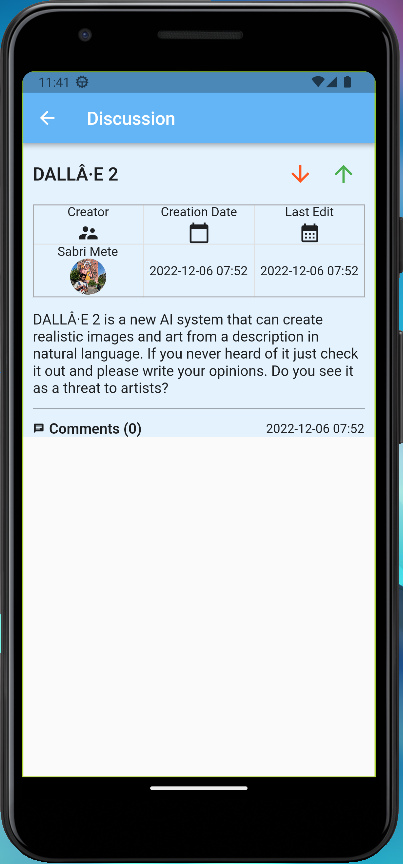 11:41
Discussion
DALLÂ·E 2
Creator
Creation Date
Last Edit
Sabri Mete
2022-12-06 07:52
2022-12-06 07:52
DALLÂ·E 2 is a new AI system that can create
realistic images and art from a description in
natural language. If you never heard of it just check
it out and please write your opinions. Do you see it
as a threat to artists?
Comments (0)
2022-12-06 07:52